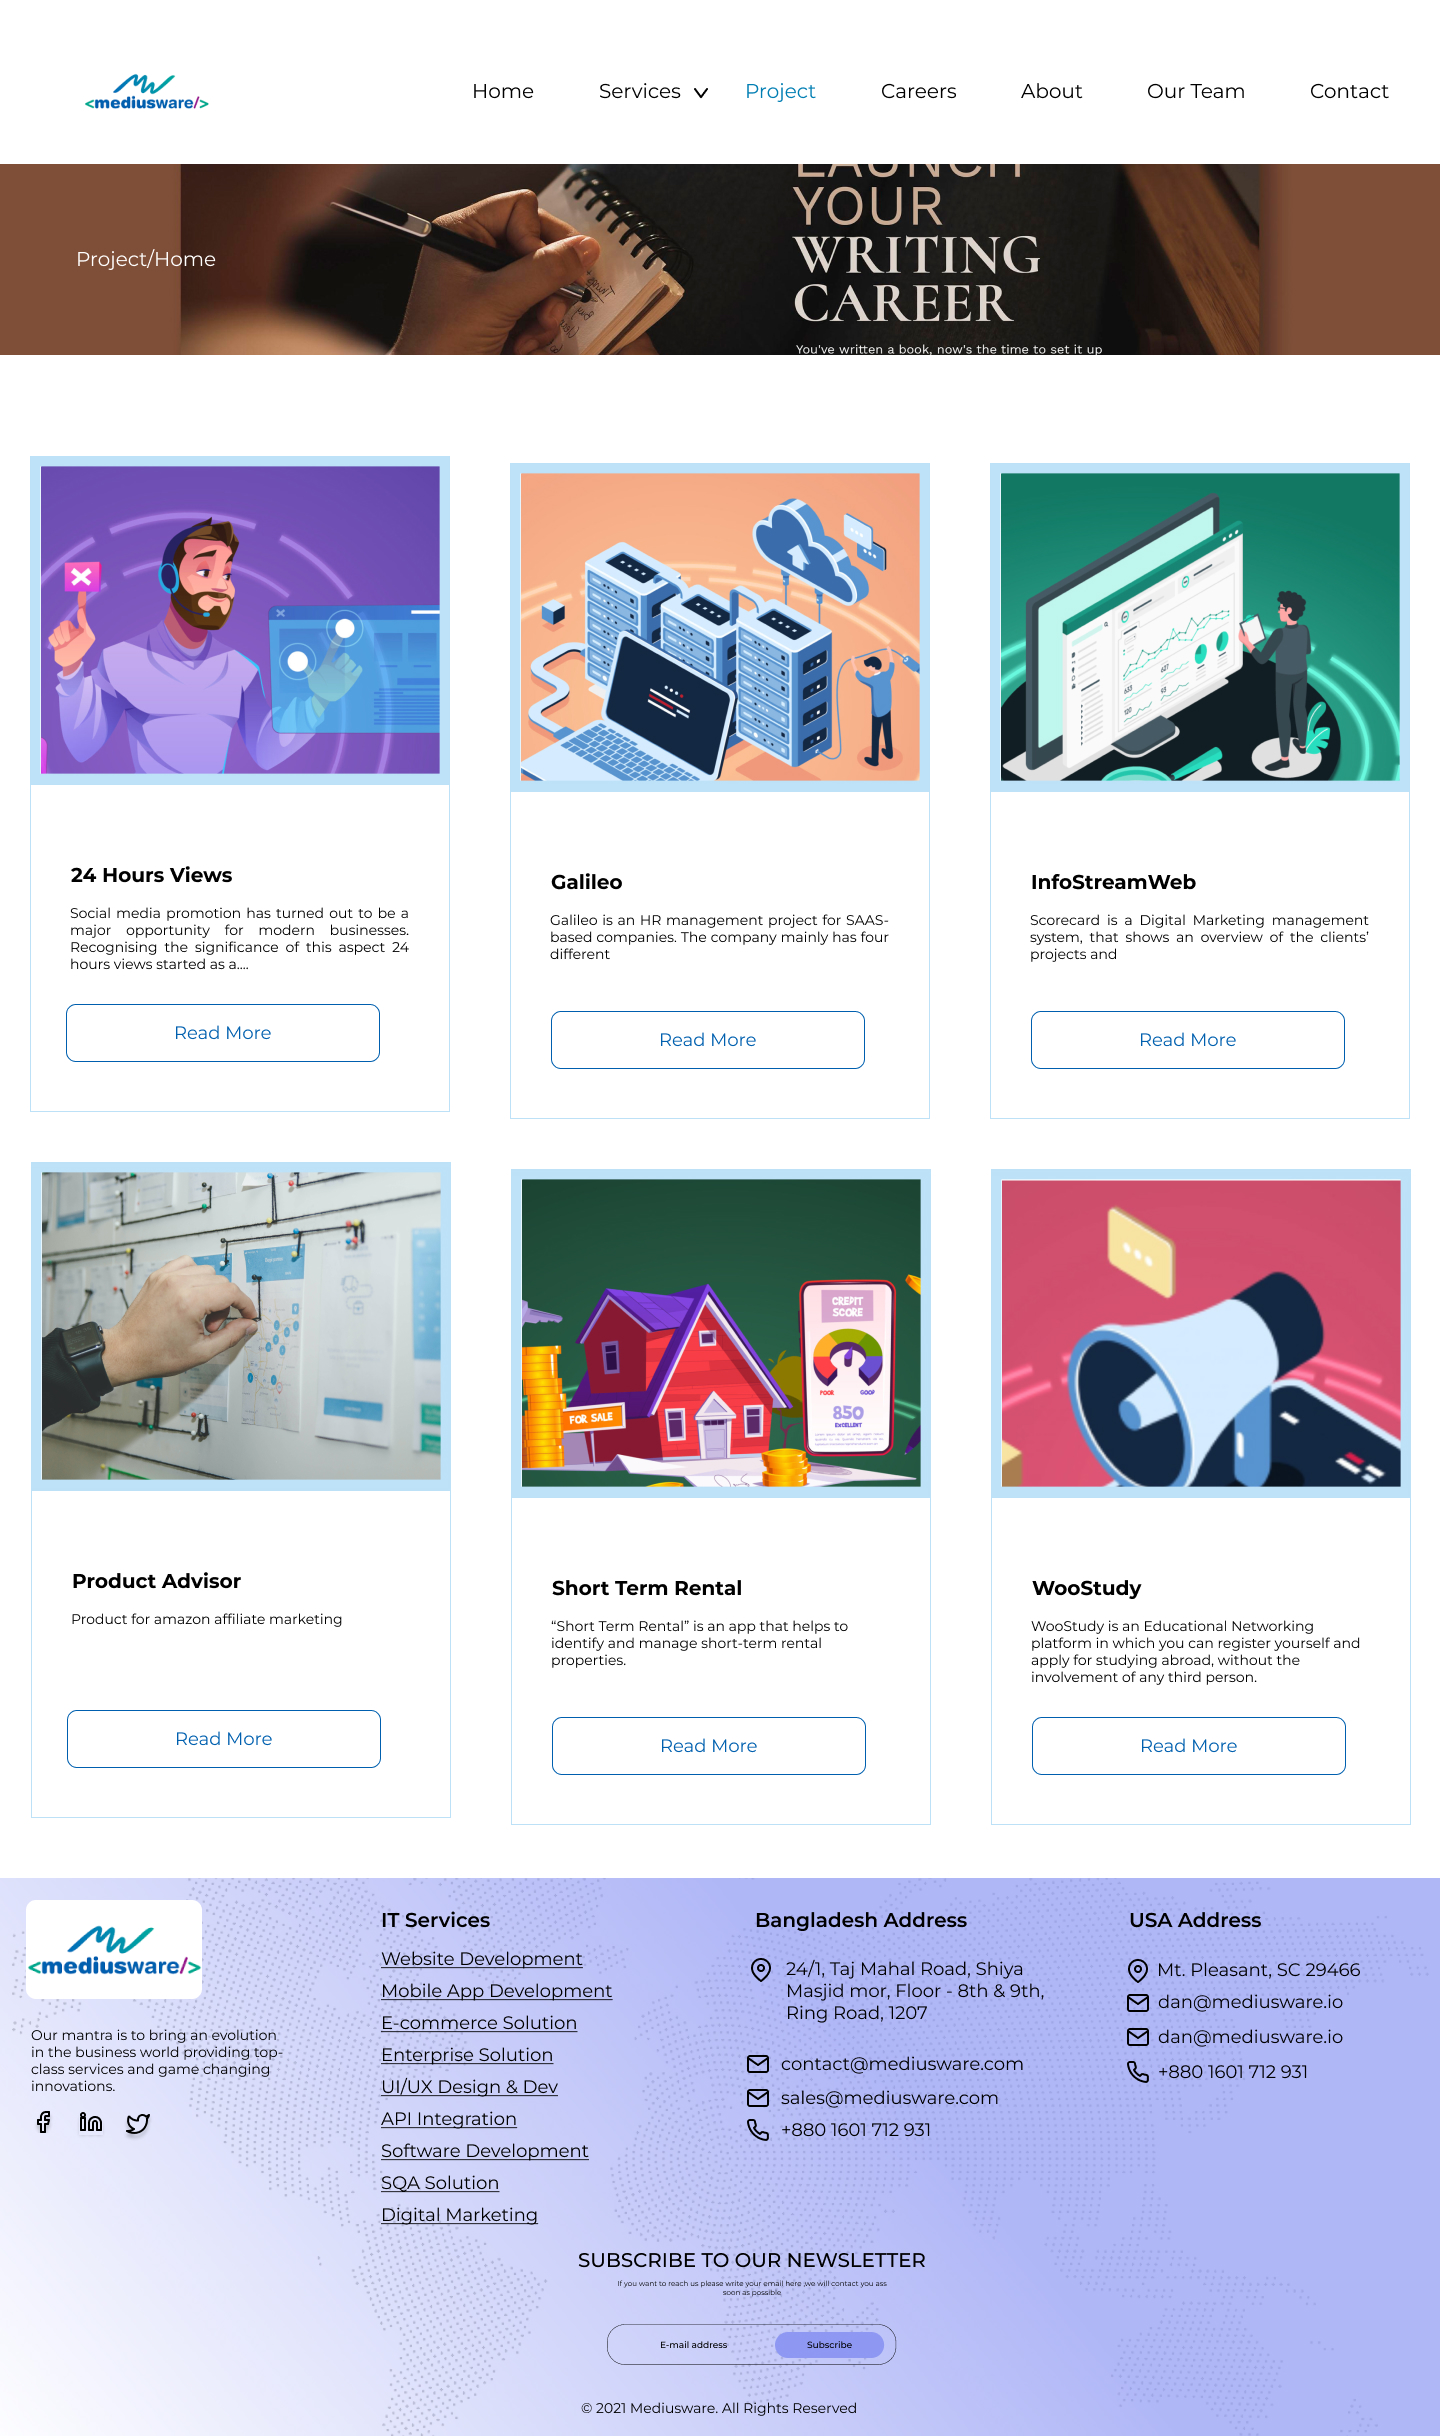 <mediusware/>
Home Services Project Careers About Our Team Contact
LAUNCH
YOUR
WRITING
CAREER
You've written a book, now's the time to set it up
Project/Home
24 Hours Views
Social media promotion has turned out to be a
major opportunity for modern businesses.
Recognising the significance of this aspect 24
hours views started as a....
Read More
Galileo
Galileo is an HR management project for SAAS-
based companies. The company mainly has four
different
Read More
InfoStreamWeb
Scorecard is a Digital Marketing management
system, that shows an overview of the clients’
projects and
Read More
Product Advisor
Product for amazon affiliate marketing
Read More
FOR SALE
CREDIT
SCORE
POOR GOOF
850
EXCELLENT
Short Term Rental
“Short Term Rental” is an app that helps to
identify and manage short-term rental
properties.
Read More
WooStudy
WooStudy is an Educational Networking
platform in which you can register yourself and
apply for studying abroad, without the
involvement of any third person.
Read More
<mediusware/>
Our mantra is to bring an evolution
in the business world providing top-
class services and game changing
innovations.
IT Services
Website Development
Mobile App Development
E-commerce Solution
Enterprise Solution
UI/UX Design & Dev
API Integration
Software Development
SQA Solution
Digital Marketing
Bangladesh Address
24/1, Taj Mahal Road, Shiya
Masjid mor, Floor - 8th & 9th,
Ring Road, 1207
contact@mediusware.com
sales@mediusware.com
+880 1601 712 931
USA Address
Mt. Pleasant, SC 29466
dan@mediusware.io
dan@mediusware.io
+880 1601 712 931
SUBSCRIBE TO OUR NEWSLETTER
If you want to reach us please write your email here ,we will contact you ass
soon as possible.
E-mail address
Subscribe
© 2021 Mediusware. All Rights Reserved